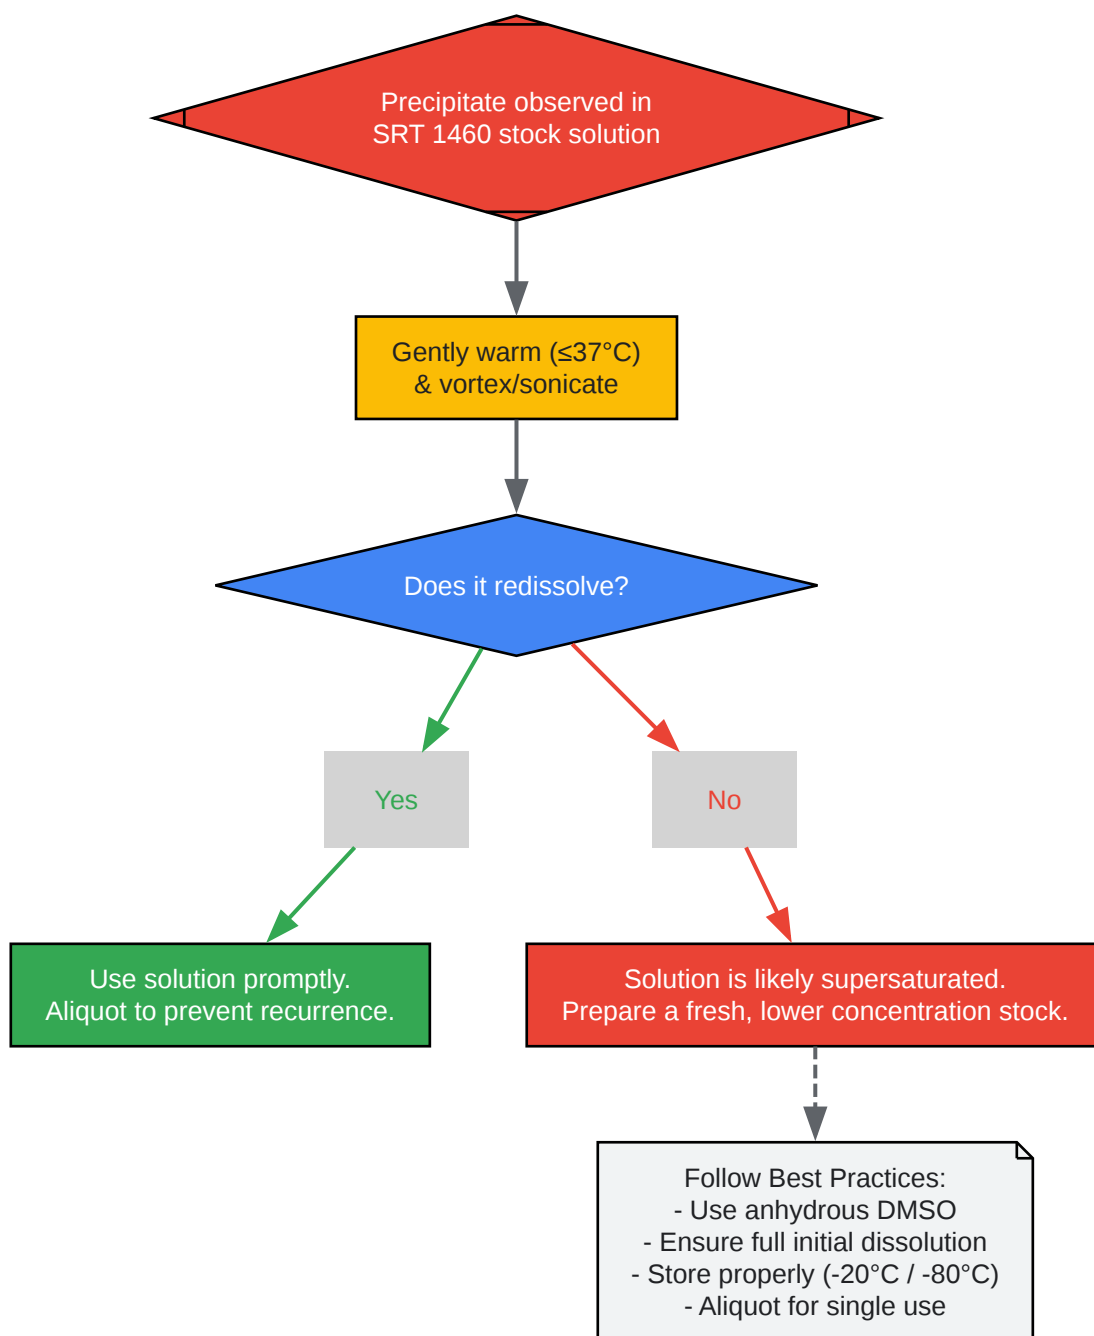 Precipitate observed in
SRT 1460 stock solution
Gently warm (≤37°C)
& vortex/sonicate
Does it redissolve?
Yes
No
Use solution promptly.
Aliquot to prevent recurrence.
Solution is likely supersaturated.
Prepare a fresh, lower concentration stock.
Follow Best Practices:
- Use anhydrous DMSO
- Ensure full initial dissolution
- Store properly (-20°C / -80°C)
- Aliquot for single use